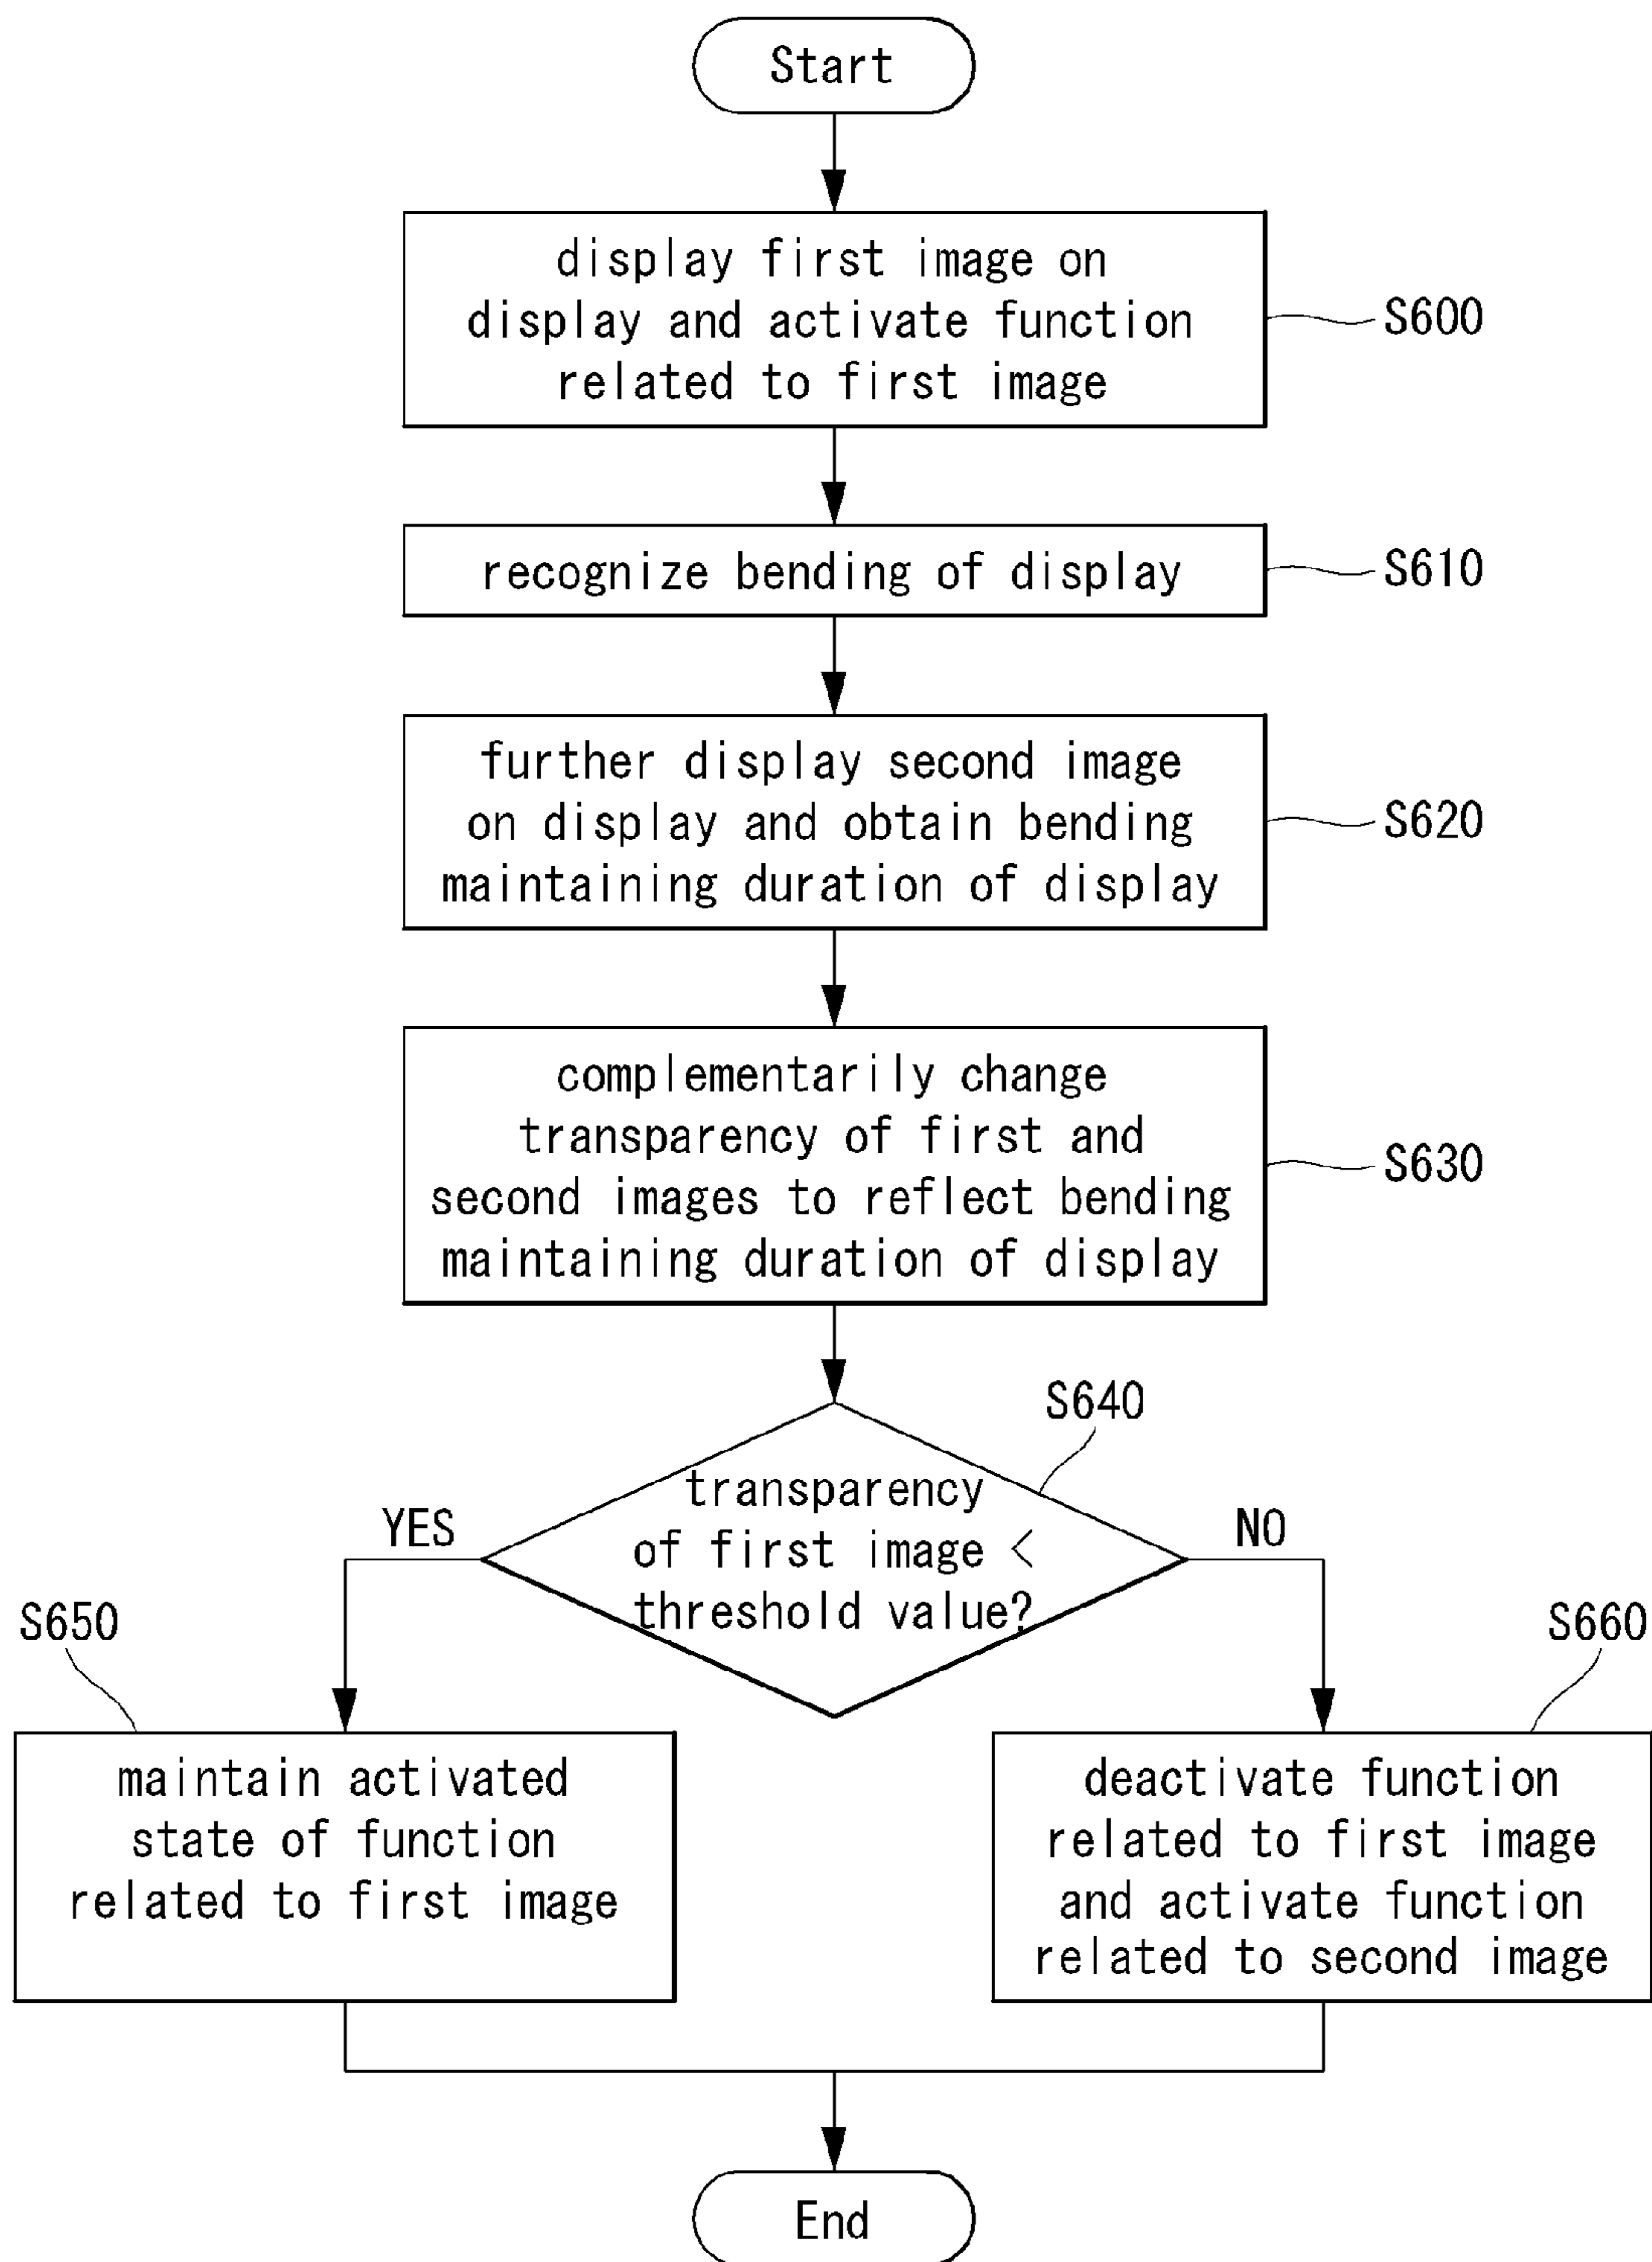 Start
display first image on
display and activate function
related to first image
S600
recognize bending of display
S610
further display second image
on display and obtain bending
maintaining duration of display
S620
complementarily change
transparency of first and
second images to reflect bending
maintaining duration of display
S630
S640
transparency
of first image <
threshold value?
YES
NO
S650
S660
maintain activated
state of function
related to first image
deactivate function
related to first image
and activate function
related to second image
End